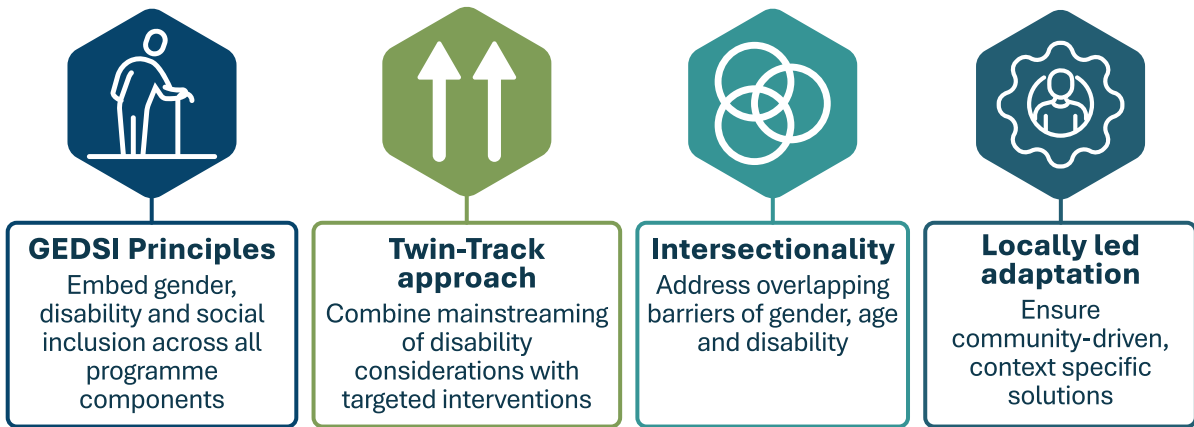 GEDSI Principles
Embed gender,
disability and social
inclusion across all
programme
components
Twin-Track
approach
Combine mainstreaming
of disability
considerations with
targeted interventions
Intersectionality
Address overlapping
barriers of gender, age
and disability
Locally led
adaptation
Ensure
community-driven,
context specific
solutions